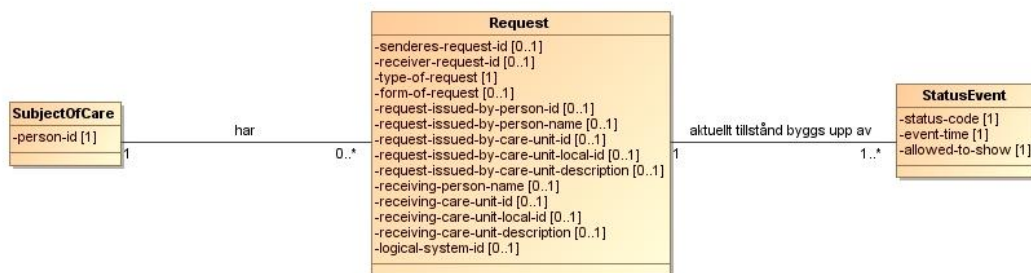 SubjectOfCare
-person-id [1]
har
1
0..*
Request
-senderes-request-id [0..1]
-receiver-request-id [0..1]
-type-of-request [1]
-form-of-request [0..1]
-request-issued-by-person-id [0..1]
-request-issued-by-person-name [0..1]
-request-issued-by-care-unit-id [0..1]
-request-issued-by-care-unit-local-id [0..1]
-request-issued-by-care-unit-description [0..1]
-receiving-person-name [0..1]
-receiving-care-unit-id [0..1]
-receiving-care-unit-local-id [0..1]
-receiving-care-unit-description [0..1]
-logical-system-id [0..1]
aktuellt tillstånd byggs upp av
1
1..*
StatusEvent
-status-code [1]
-event-time [1]
-allowed-to-show [1]